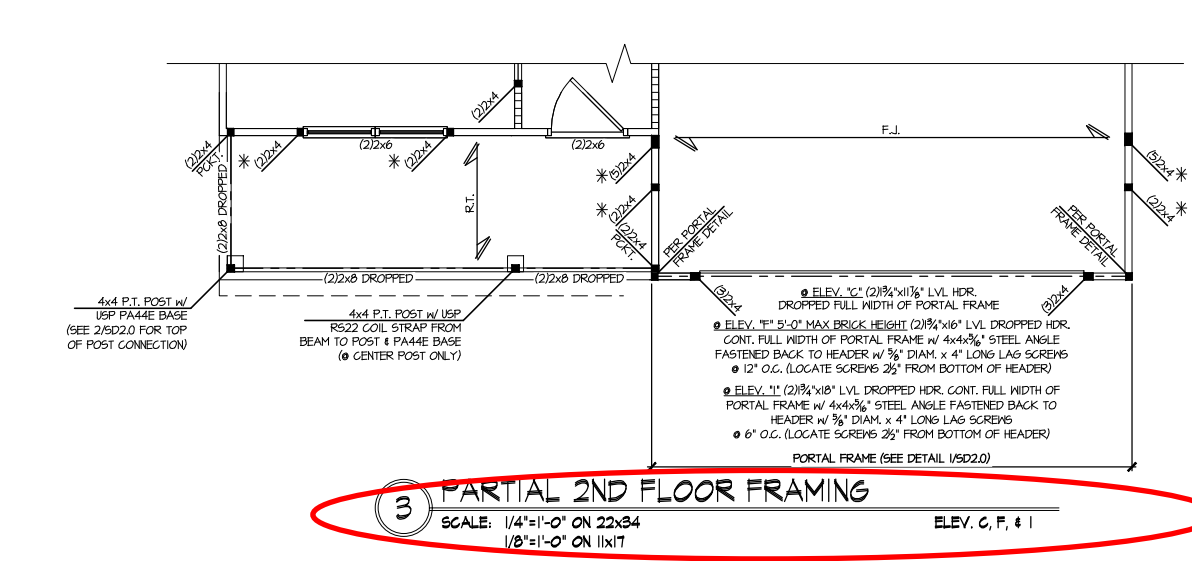 (2)2x4
(2)2x4
PCKT.
(2)2x4
(2)2x6
(2)2x4
(2)2x6
(5)2x4
(2)2x4
(2)2x4
PCKT.
F.J.
R.T.
(5)2x4
(2)2x4
(2)2x8 DROPPED
(2)2x8 DROPPED
(2)2x8 DROPPED
PER PORTAL
FRAME DETAIL
PER PORTAL
FRAME
DETAIL
(3)2x4
(3)2x4
4x4 P.T. POST W/
USP PA44E BASE
(SEE 2/SD2.0 FOR TOP
OF POST CONNECTION)
4x4 P.T. POST W/ USP
RS22 COIL STRAP FROM
BEAM TO POST & PA44E BASE
(@ CENTER POST ONLY)
@ ELEV. "C" (2)1¾"x11⅞" LVL HDR.
DROPPED FULL WIDTH OF PORTAL FRAME
@ ELEV. "F" 5'-0" MAX BRICK HEIGHT (2)1¾"x16" LVL DROPPED HDR.
CONT. FULL WIDTH OF PORTAL FRAME W/ 4x4x5/16" STEEL ANGLE
FASTENED BACK TO HEADER W/ ⅝" DIAM. x 4" LONG LAG SCREWS
@ 12" O.C. (LOCATE SCREWS 2½" FROM BOTTOM OF HEADER)
@ ELEV. "1" (2)1¾"x18" LVL DROPPED HDR. CONT. FULL WIDTH OF
PORTAL FRAME W/ 4x4x5/16" STEEL ANGLE FASTENED BACK TO
HEADER W/ ⅝" DIAM. x 4" LONG LAG SCREWS
@ 6" O.C. (LOCATE SCREWS 2½" FROM BOTTOM OF HEADER)
PORTAL FRAME (SEE DETAIL 1/SD2.0)
3 PARTIAL 2ND FLOOR FRAMING
SCALE: 1/4"=1'-0" ON 22x34 ELEV. C, F, & 1
1/8"=1'-0" ON 11x17